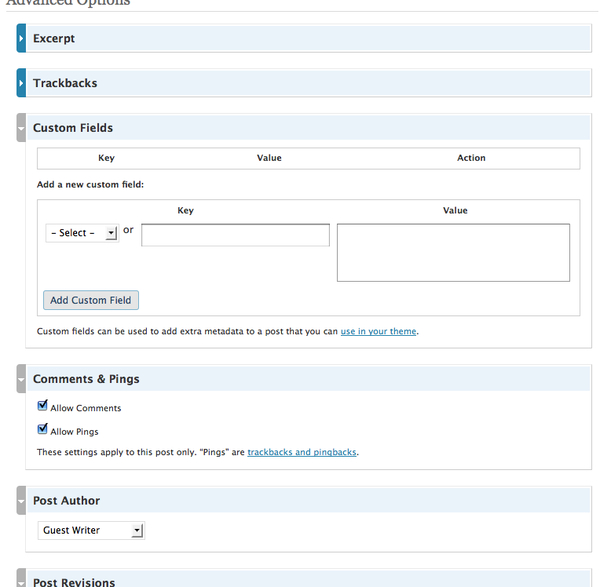 Advanced Options
Excerpt
Trackbacks
Custom Fields
Key Value Action
Add a new custom field:
Key Value
– Select – or
Add Custom Field
Custom fields can be used to add extra metadata to a post that you can use in your theme.
Comments & Pings
Allow Comments
Allow Pings
These settings apply to this post only. “Pings” are trackbacks and pingbacks.
Post Author
Guest Writer
Post Revisions